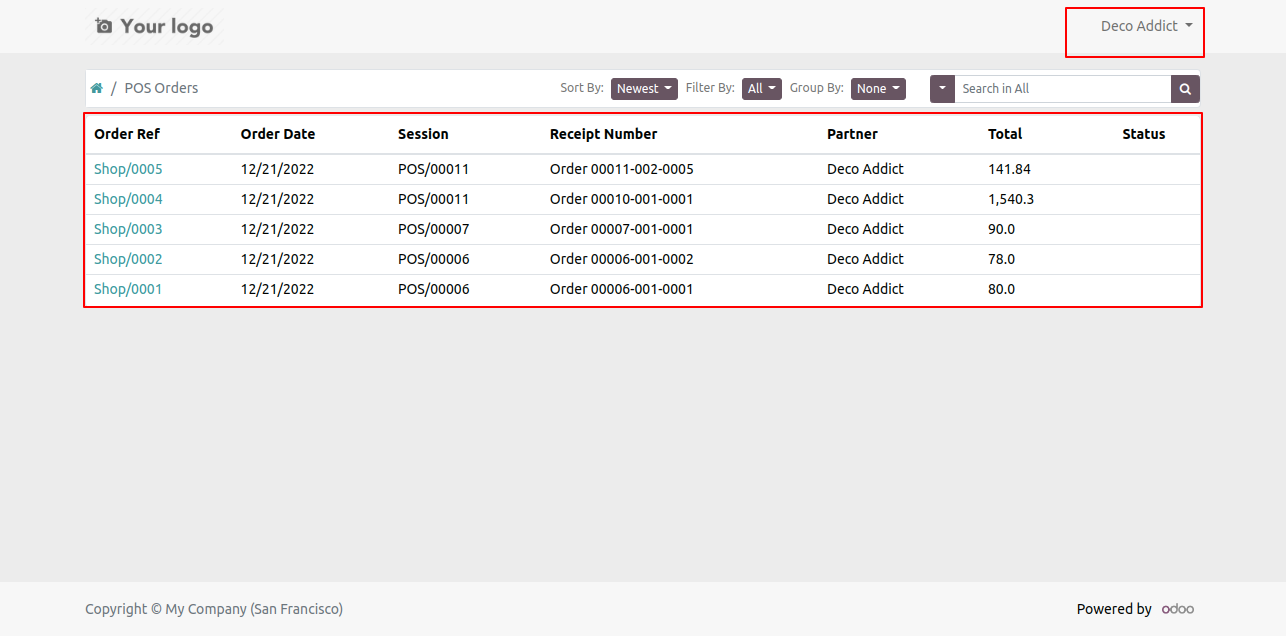 Your logo
Deco Addict
/ POS Orders Sort By: Newest Filter By: All Group By: None Search in All
Order Ref Order Date Session Receipt Number Partner Total Status
Shop/0005 12/21/2022 POS/00011 Order 00011-002-0005 Deco Addict 141.84
Shop/0004 12/21/2022 POS/00011 Order 00010-001-0001 Deco Addict 1,540.3
Shop/0003 12/21/2022 POS/00007 Order 00007-001-0001 Deco Addict 90.0
Shop/0002 12/21/2022 POS/00006 Order 00006-001-0002 Deco Addict 78.0
Shop/0001 12/21/2022 POS/00006 Order 00006-001-0001 Deco Addict 80.0
Copyright © My Company (San Francisco) Powered by odoo